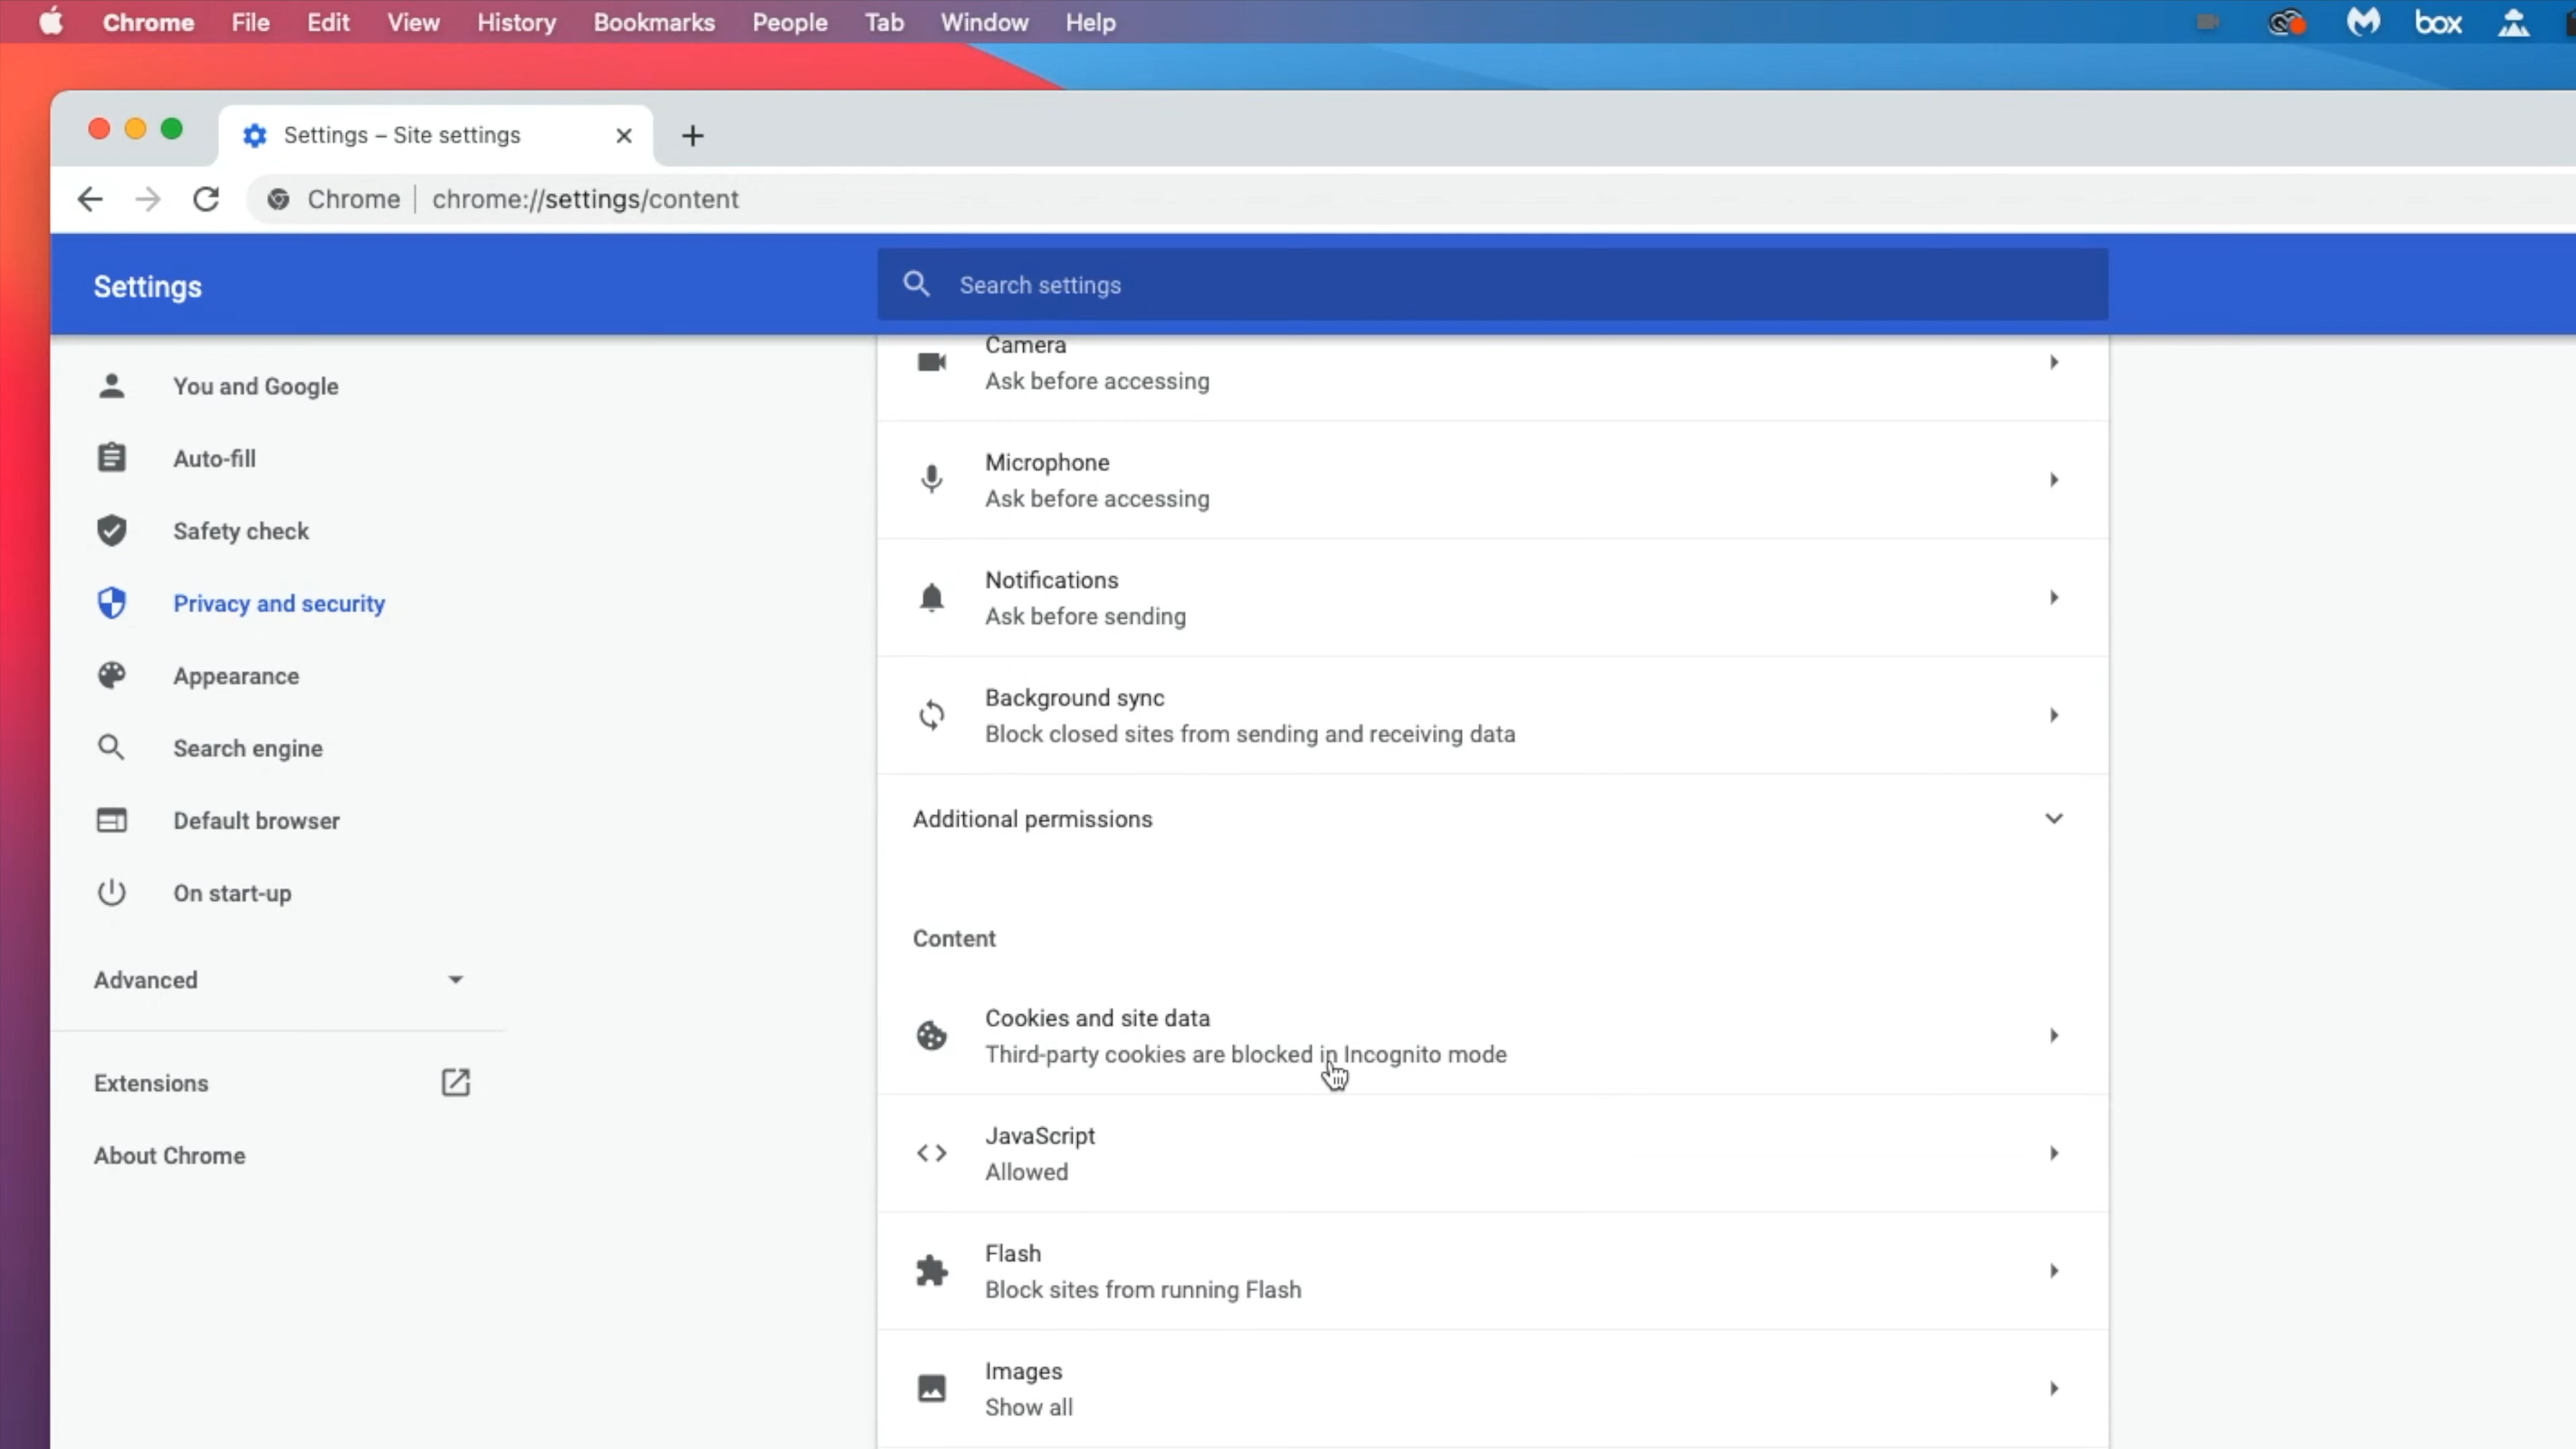 Chrome File Edit View History Bookmarks People Tab Window Help
box
Settings – Site settings
Chrome chrome://settings/content
Settings
Search settings
You and Google
Auto-fill
Safety check
Privacy and security
Appearance
Search engine
Default browser
On start-up
Advanced
Extensions
About Chrome
Camera
Ask before accessing
Microphone
Ask before accessing
Notifications
Ask before sending
Background sync
Block closed sites from sending and receiving data
Additional permissions
Content
Cookies and site data
Third-party cookies are blocked in Incognito mode
JavaScript
Allowed
Flash
Block sites from running Flash
Images
Show all